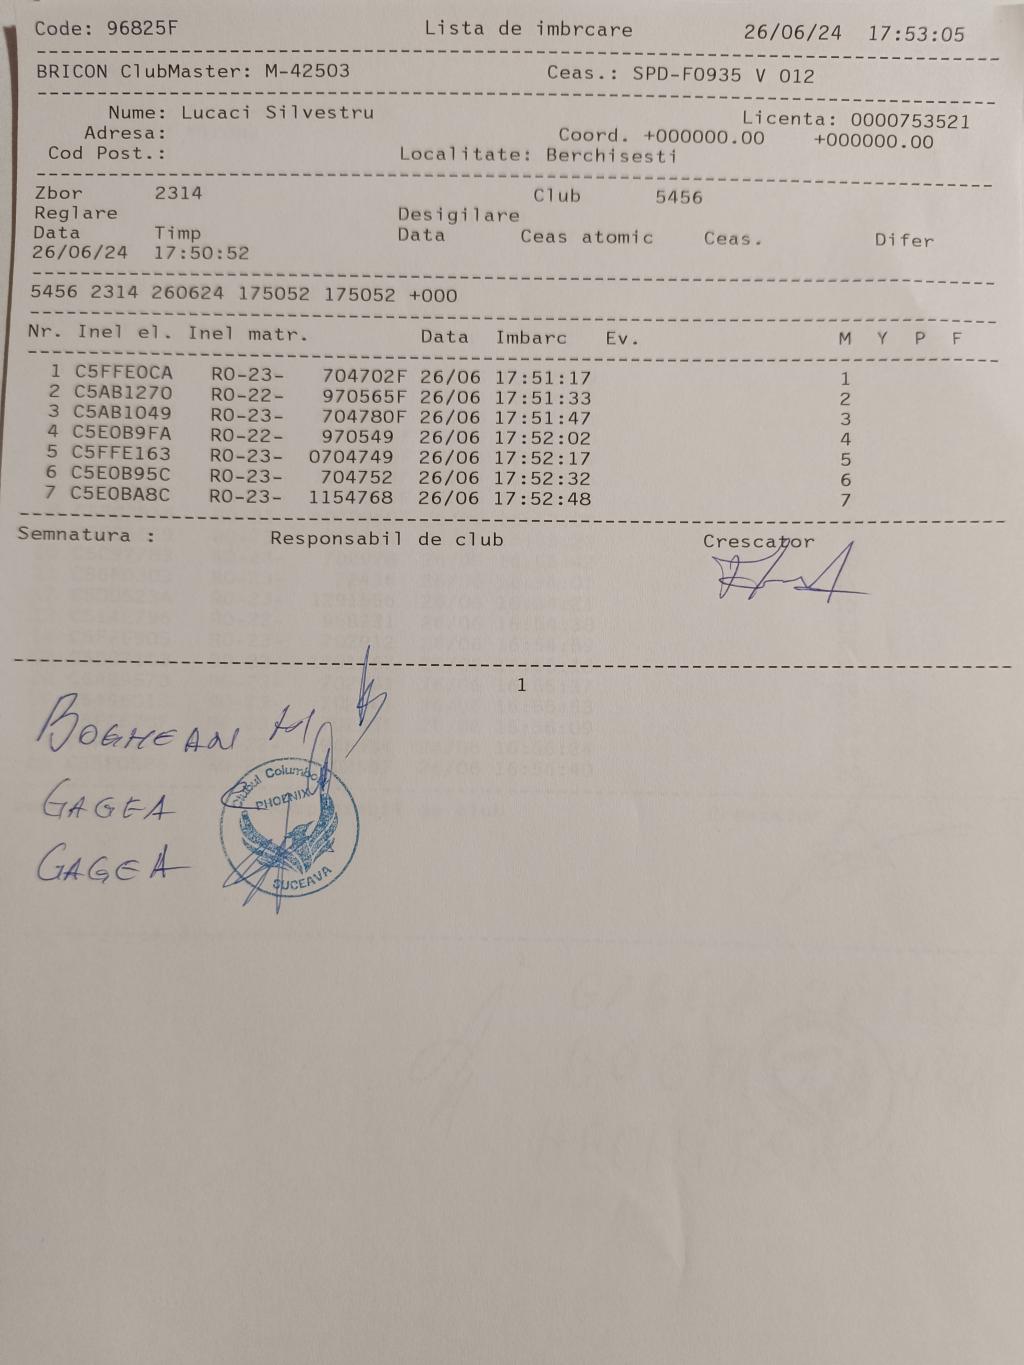 Code: 96825F Lista de imbrcare 26/06/24 17:53:05
BRICON ClubMaster: M-42503 Ceas.: SPD-F0935 V 012
Nume: Lucaci Silvestru Licenta: 0000753521
Adresa: Coord. +000000.00 +000000.00
Cod Post.: Localitate: Berchisesti
Zbor 2314 Club 5456
Reglare Desigilare
Data Timp Data Ceas atomic Ceas. Difer
26/06/24 17:50:52
5456 2314 260624 175052 175052 +000
Nr. Inel el. Inel matr. Data Imbarc Ev. M Y P F
1 C5FFE0CA RO-23- 704702F 26/06 17:51:17 1
2 C5AB1270 RO-22- 970565F 26/06 17:51:33 2
3 C5AB1049 RO-23- 704780F 26/06 17:51:47 3
4 C5E0B9FA RO-22- 970549 26/06 17:52:02 4
5 C5FFE163 RO-23- 0704749 26/06 17:52:17 5
6 C5E0B95C RO-23- 704752 26/06 17:52:32 6
7 C5E0BA8C RO-23- 1154768 26/06 17:52:48 7
Semnatura : Responsabil de club Crescator
1
BOGHEAN M
GAGEA
GAGEA
Clubul Columbofil
PHOENIX
SUCEAVA